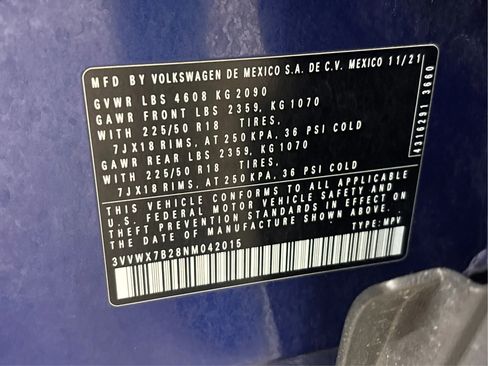 MFD BY VOLKSWAGEN DE MEXICO S.A. DE C.V. MEXICO 11/21
GVWR LBS 4608 KG 2090
GAWR FRONT LBS 2359, KG 1070
WITH 225/50 R18 TIRES,
7JX18 RIMS, AT 250 KPA, 36 PSI COLD
GAWR REAR LBS 2359, KG 1070
WITH 225/50 R18 TIRES,
7JX18 RIMS, AT 250 KPA, 36 PSI COLD
THIS VEHICLE CONFORMS TO ALL APPLICABLE
U.S. FEDERAL MOTOR VEHICLE SAFETY AND
THEFT PREVENTION STANDARDS IN EFFECT ON
THE DATE OF MANUFACTURE SHOWN ABOVE.
3VVWX7B28NM042015 TYPE: MPV
3660